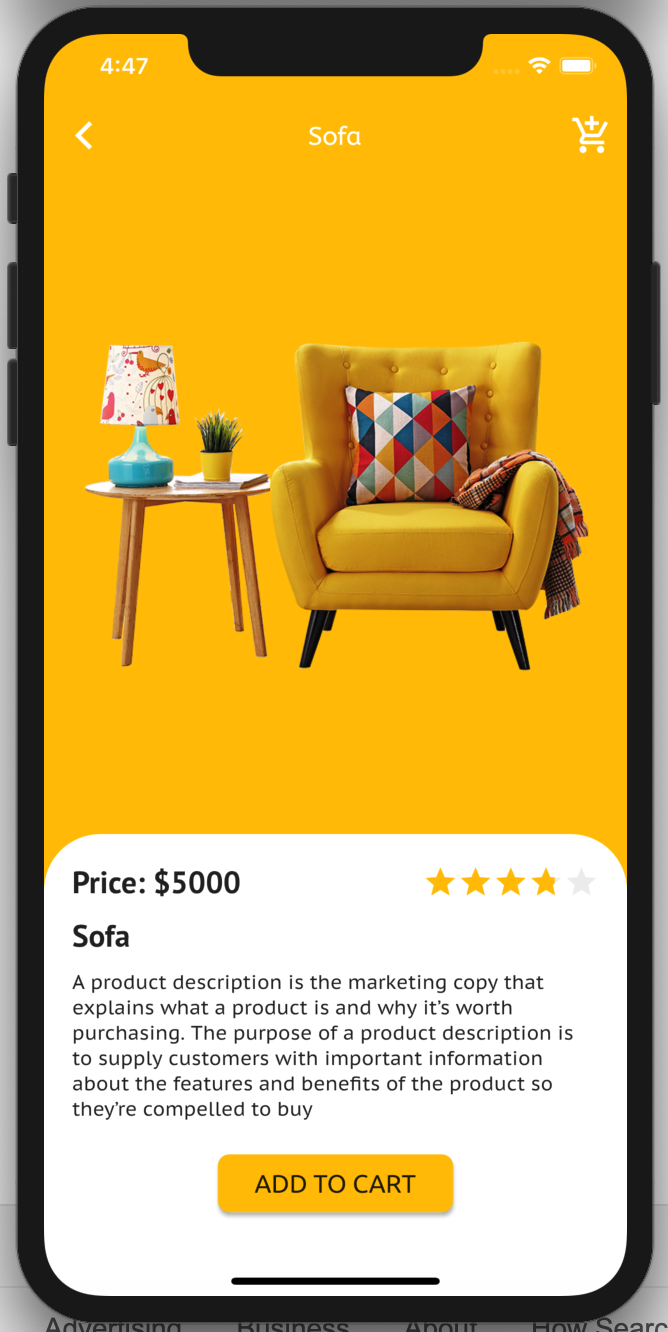 4:47
Sofa
Price: $5000
Sofa
A product description is the marketing copy that
explains what a product is and why it’s worth
purchasing. The purpose of a product description is
to supply customers with important information
about the features and benefits of the product so
they’re compelled to buy
ADD TO CART
Advertising Business About How Searc